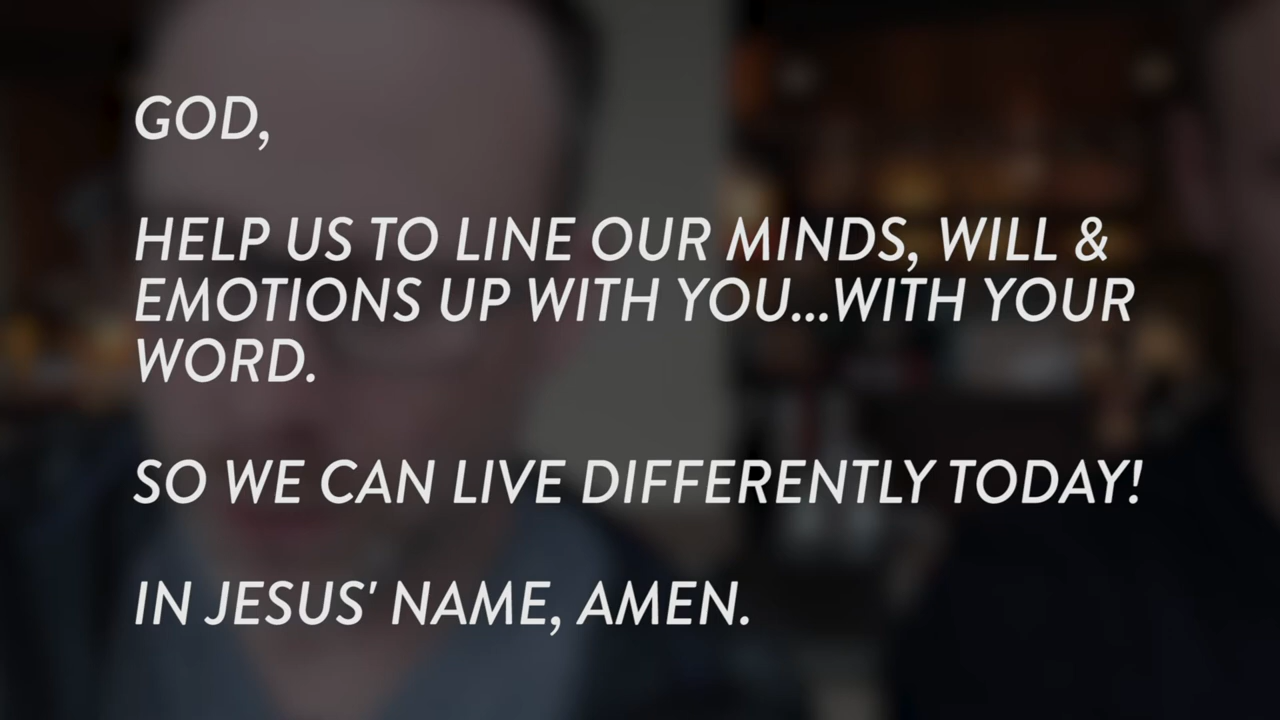 GOD,
HELP US TO LINE OUR MINDS, WILL &
EMOTIONS UP WITH YOU...WITH YOUR
WORD.
SO WE CAN LIVE DIFFERENTLY TODAY!
IN JESUS' NAME, AMEN.